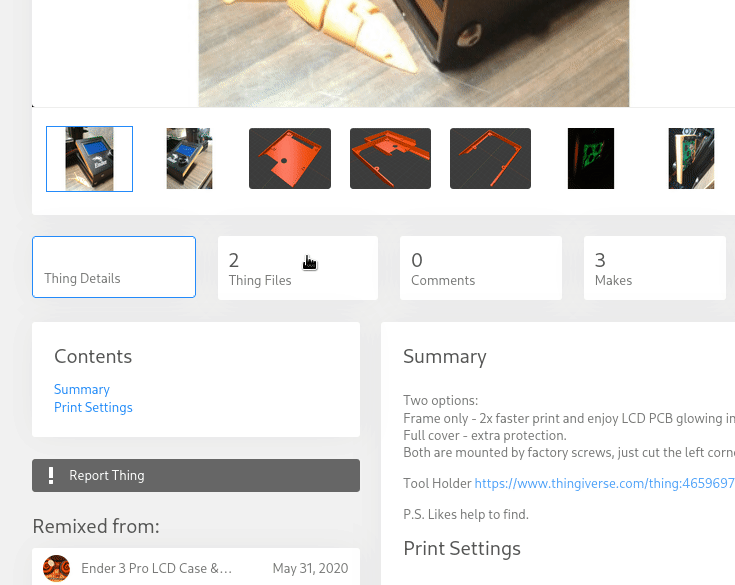 Thing Details
2
Thing Files
0
Comments
3
Makes
Contents
Summary
Print Settings
Report Thing
Remixed from:
Ender 3 Pro LCD Case &...
May 31, 2020
Summary
Two options:
Frame only - 2x faster print and enjoy LCD PCB glowing in
Full cover - extra protection.
Both are mounted by factory screws, just cut the left corn
Tool Holder https://www.thingiverse.com/thing:4659697
P.S. Likes help to find.
Print Settings